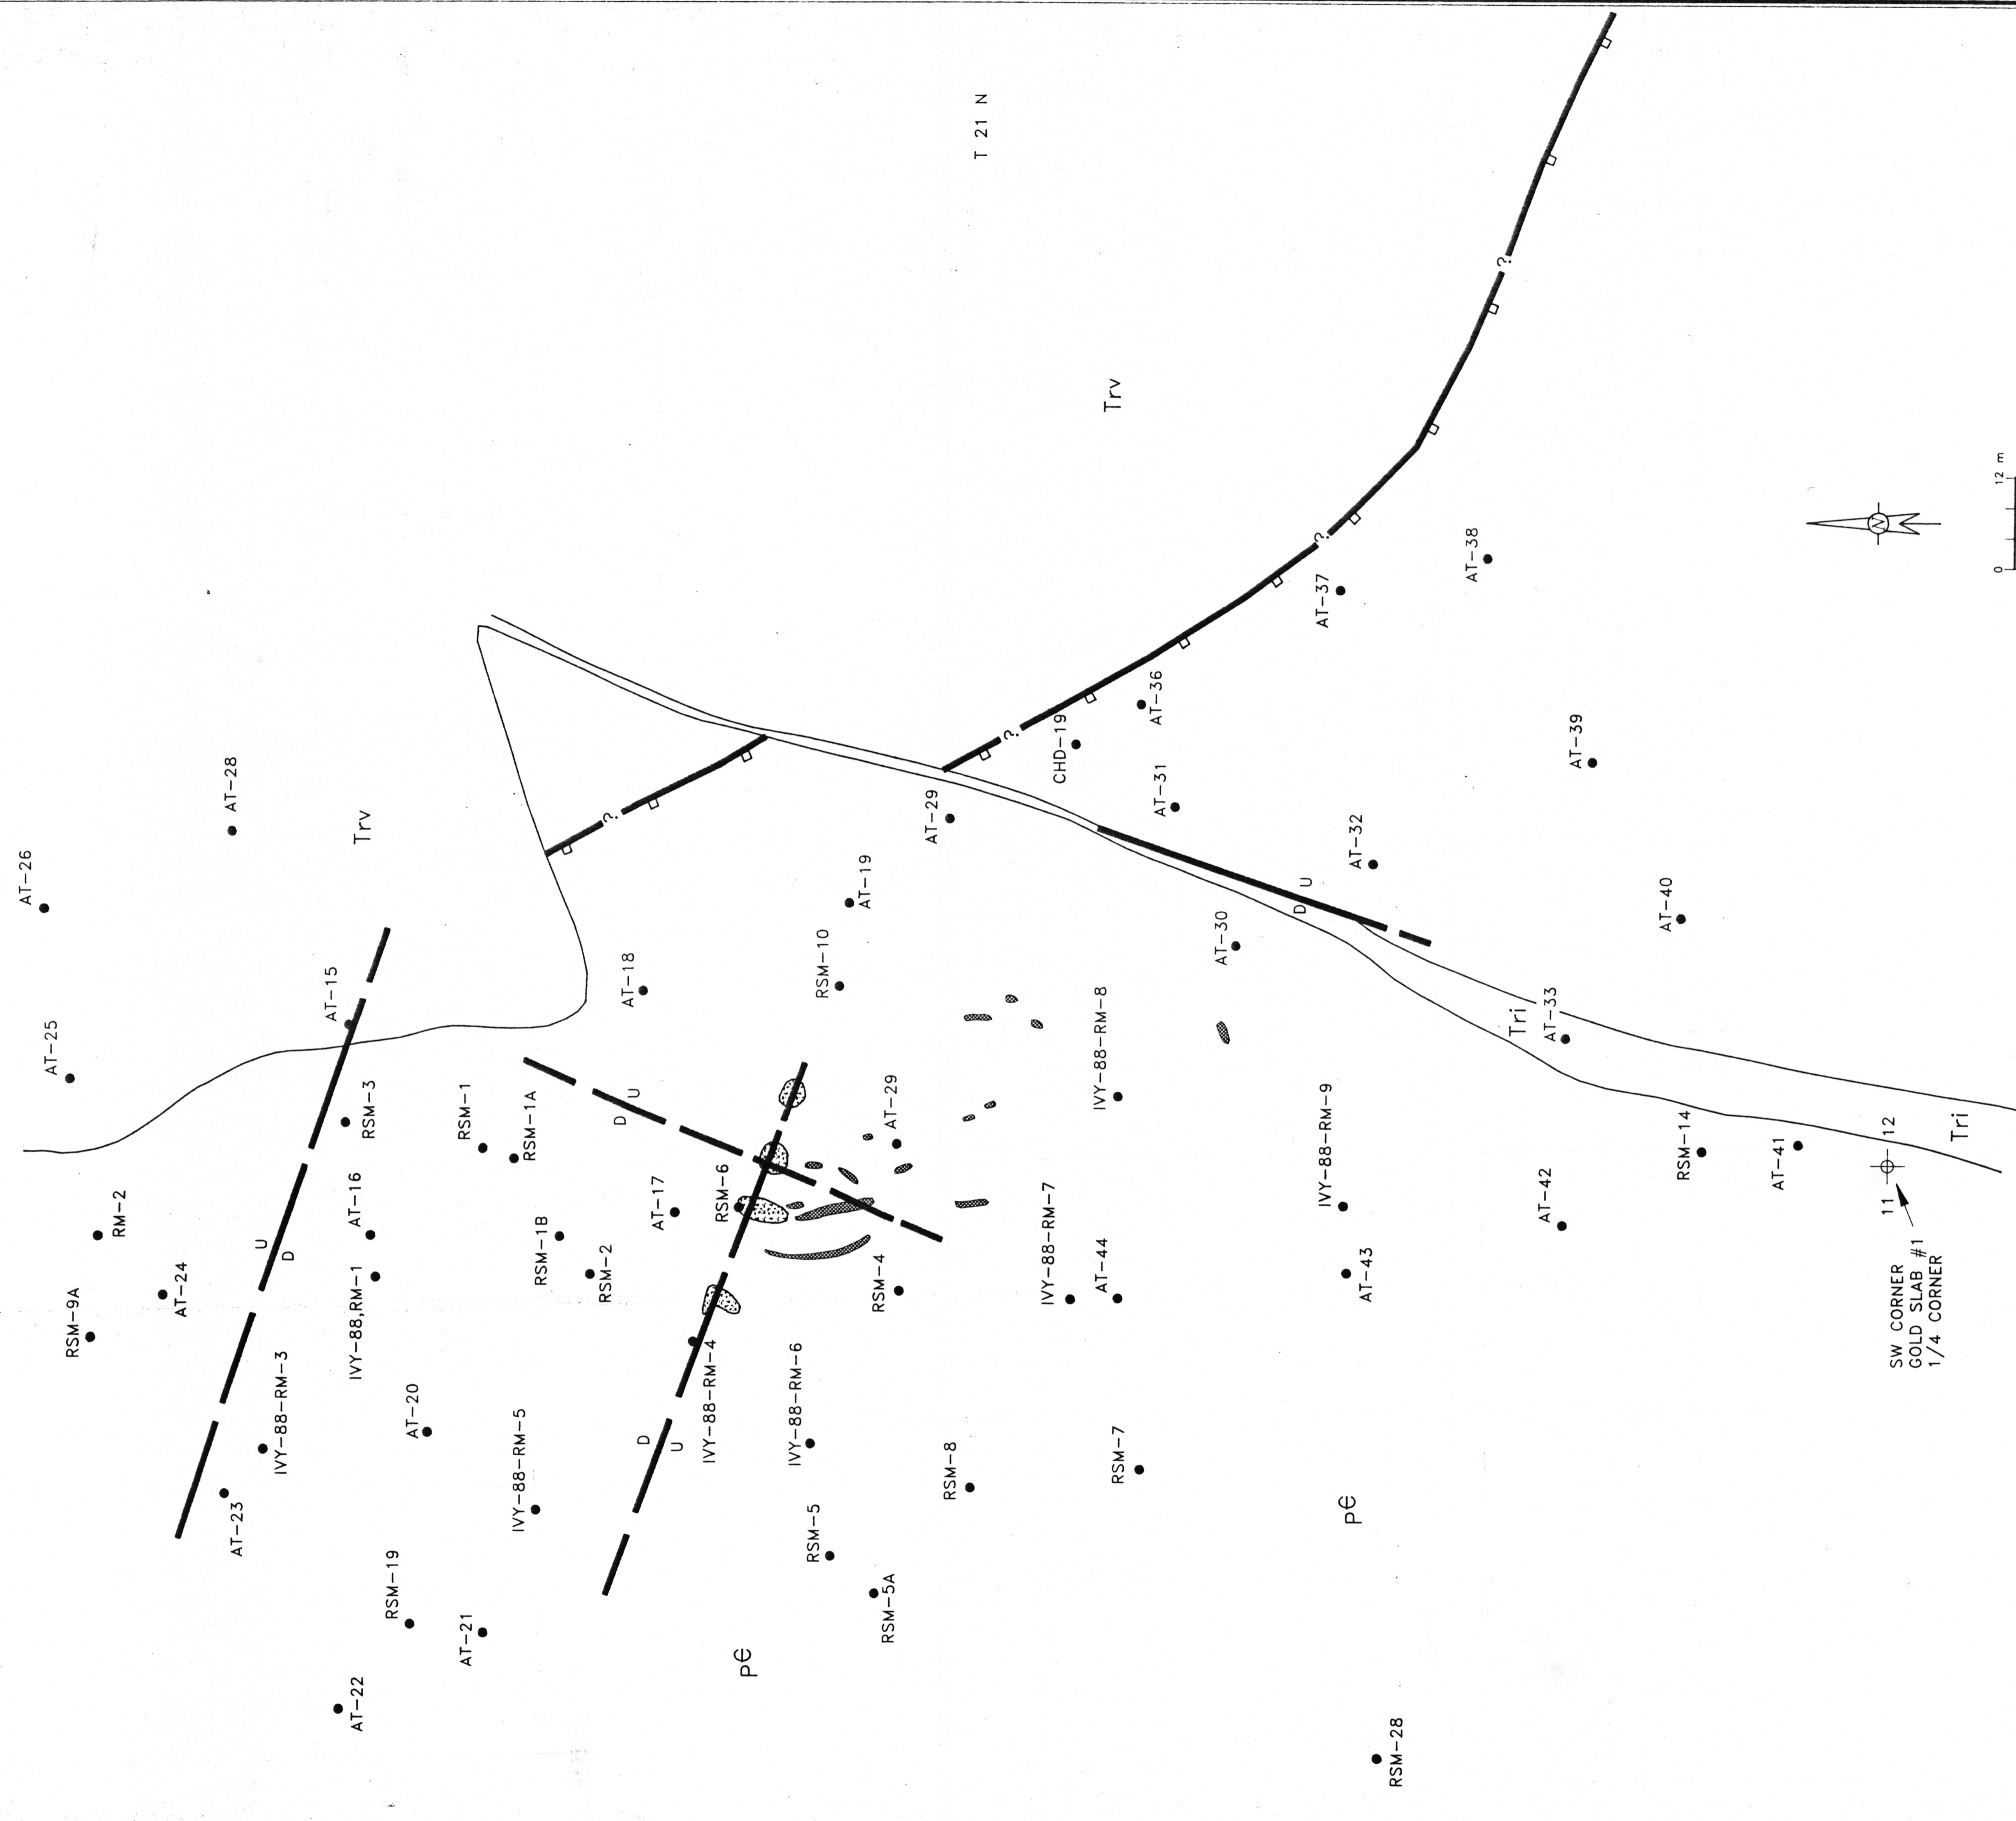 T 21 N
Trv
Trv
AT-26
AT-28
AT-25
AT-15
AT-18
AT-19
AT-29
RSM-10
CHD-19
AT-36
AT-31
AT-37
AT-38
AT-39
AT-32
AT-30
AT-40
U
D
Tri
AT-33
RSM-3
RSM-1
RSM-1A
D
U
AT-29
IVY-88-RM-8
IVY-88-RM-9
RSM-14
AT-41
12
Tri
RM-2
AT-16
AT-24
U
D
RSM-9A
IVY-88,RM-1
RSM-1B
RSM-2
AT-17
RSM-6
RSM-4
IVY-88-RM-7
AT-44
AT-43
AT-42
11
SW CORNER
GOLD SLAB #1
1/4 CORNER
IVY-88-RM-3
AT-23
AT-20
IVY-88-RM-5
D
U
IVY-88-RM-4
IVY-88-RM-6
RSM-8
RSM-7
RSM-5
RSM-5A
RSM-19
AT-21
AT-22
p€
p€
RSM-28
N
0
12 m
?
?
?
?